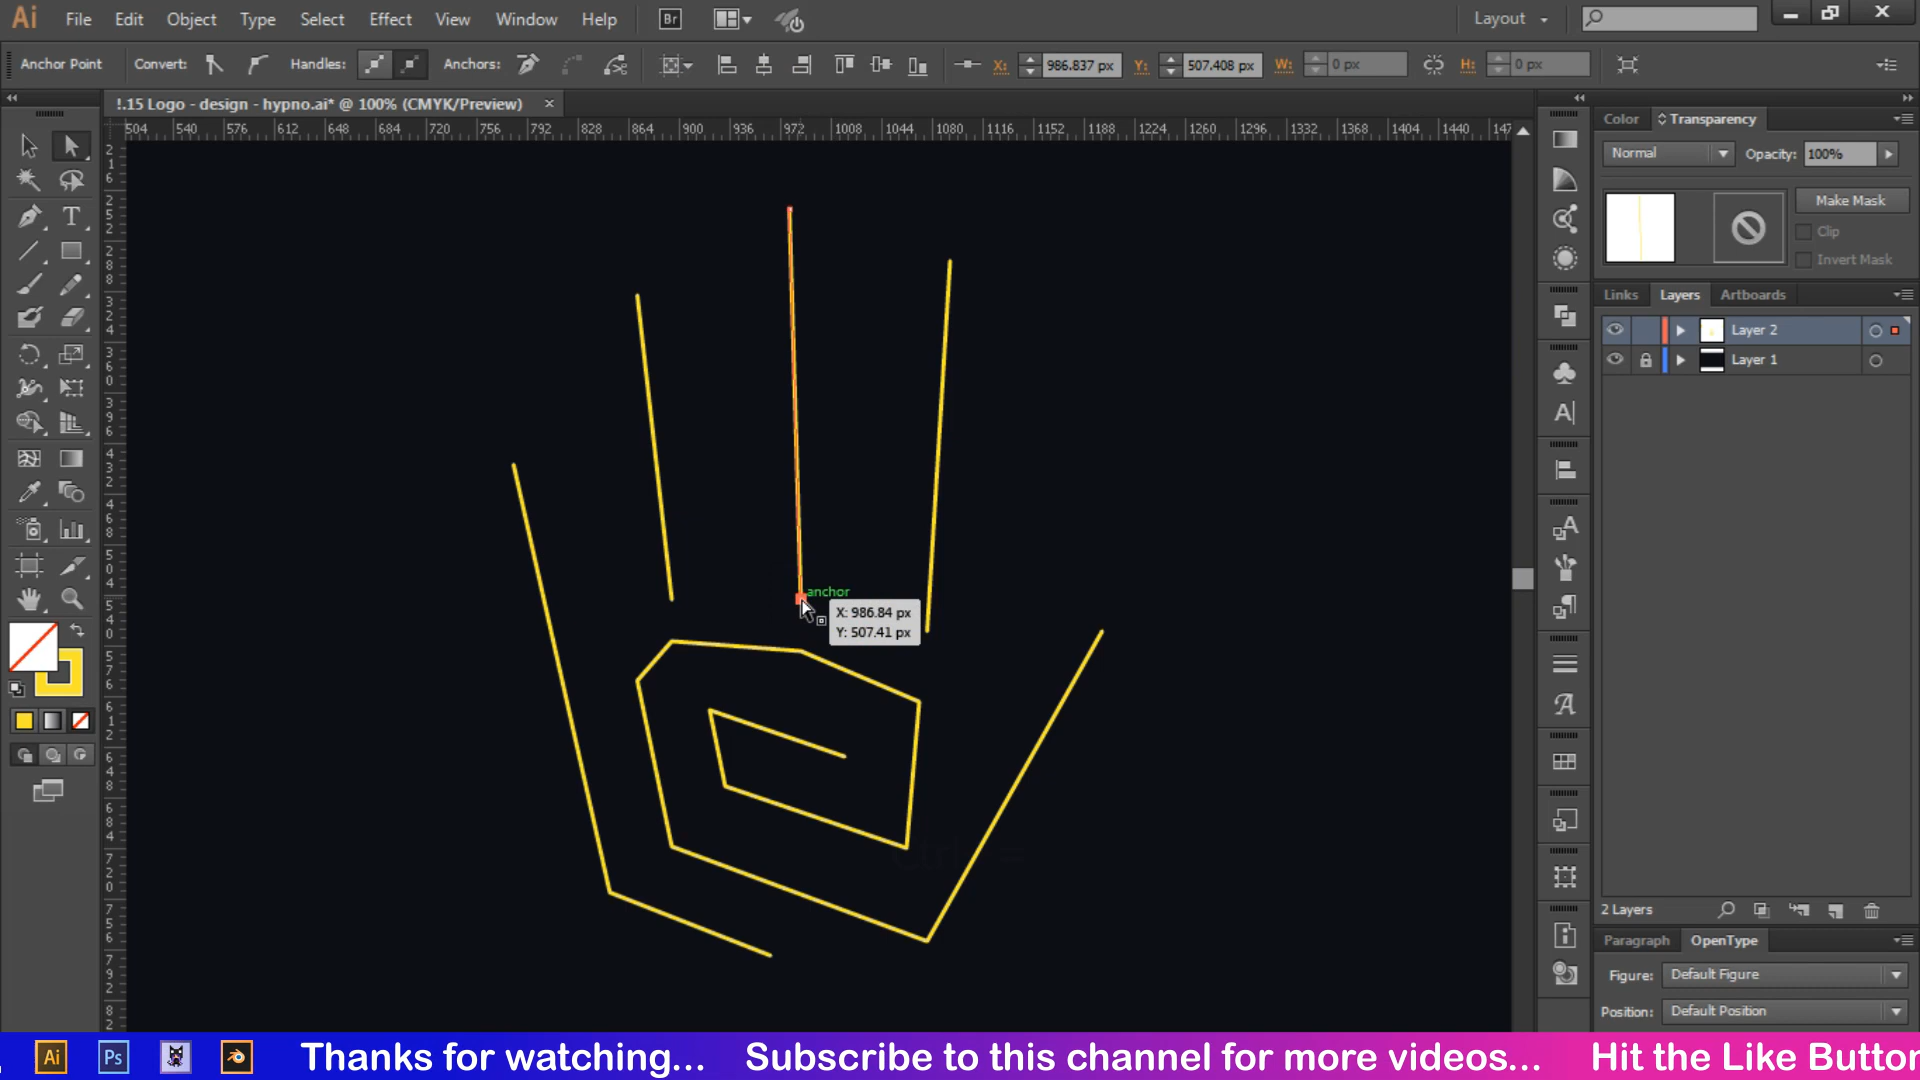 Ai File Edit Object Type Select Effect View Window Help Br Layout
Anchor Point Convert: Handles: Anchors: X: 986.837 px Y: 507.408 px W: 0 px H: 0 px
!.15 Logo - design - hypno.ai* @ 100% (CMYK/Preview)
504 540 576 612 648 684 720 756 792 828 864 900 936 972 1008 1044 1080 1116 1152 1188 1224 1260 1296 1332 1368 1404 1440 147
Color Transparency
Normal Opacity: 100%
Make Mask
Clip
Invert Mask
Links Layers Artboards
Layer 2
Layer 1
anchor
X: 986.84 px
Y: 507.41 px
2 Layers
Paragraph OpenType
Figure: Default Figure
Position: Default Position
Ai Ps Thanks for watching... Subscribe to this channel for more videos... Hit the Like Button